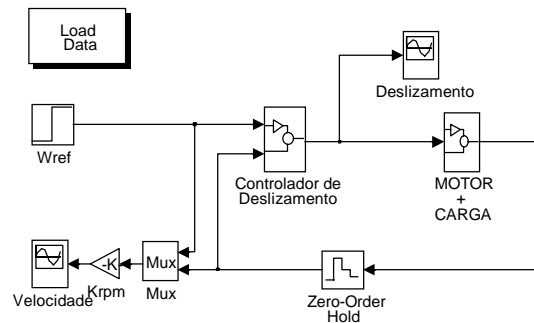 Load
Data
Deslizamento
Wref
Controlador de
Deslizamento
MOTOR
+
CARGA
Velocidade
-K
Krpm
Mux
Mux
Zero-Order
Hold